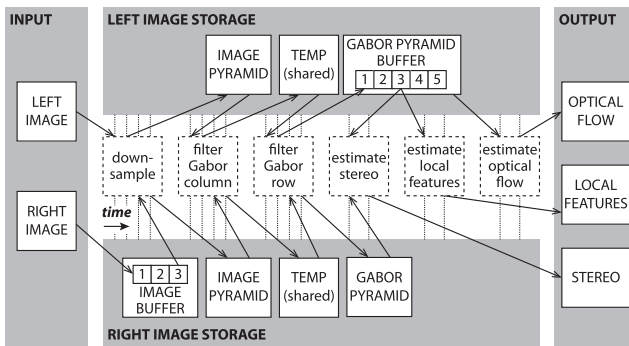 INPUT
LEFT IMAGE STORAGE
OUTPUT
IMAGE
PYRAMID
TEMP
(shared)
GABOR PYRAMID
BUFFER
1 2 3 4 5
LEFT
IMAGE
OPTICAL
FLOW
down-
sample
filter
Gabor
column
filter
Gabor
row
estimate
stereo
estimate
local
features
estimate
optical
flow
LOCAL
FEATURES
RIGHT
IMAGE
time
1 2 3
IMAGE
BUFFER
IMAGE
PYRAMID
TEMP
(shared)
GABOR
PYRAMID
STEREO
RIGHT IMAGE STORAGE